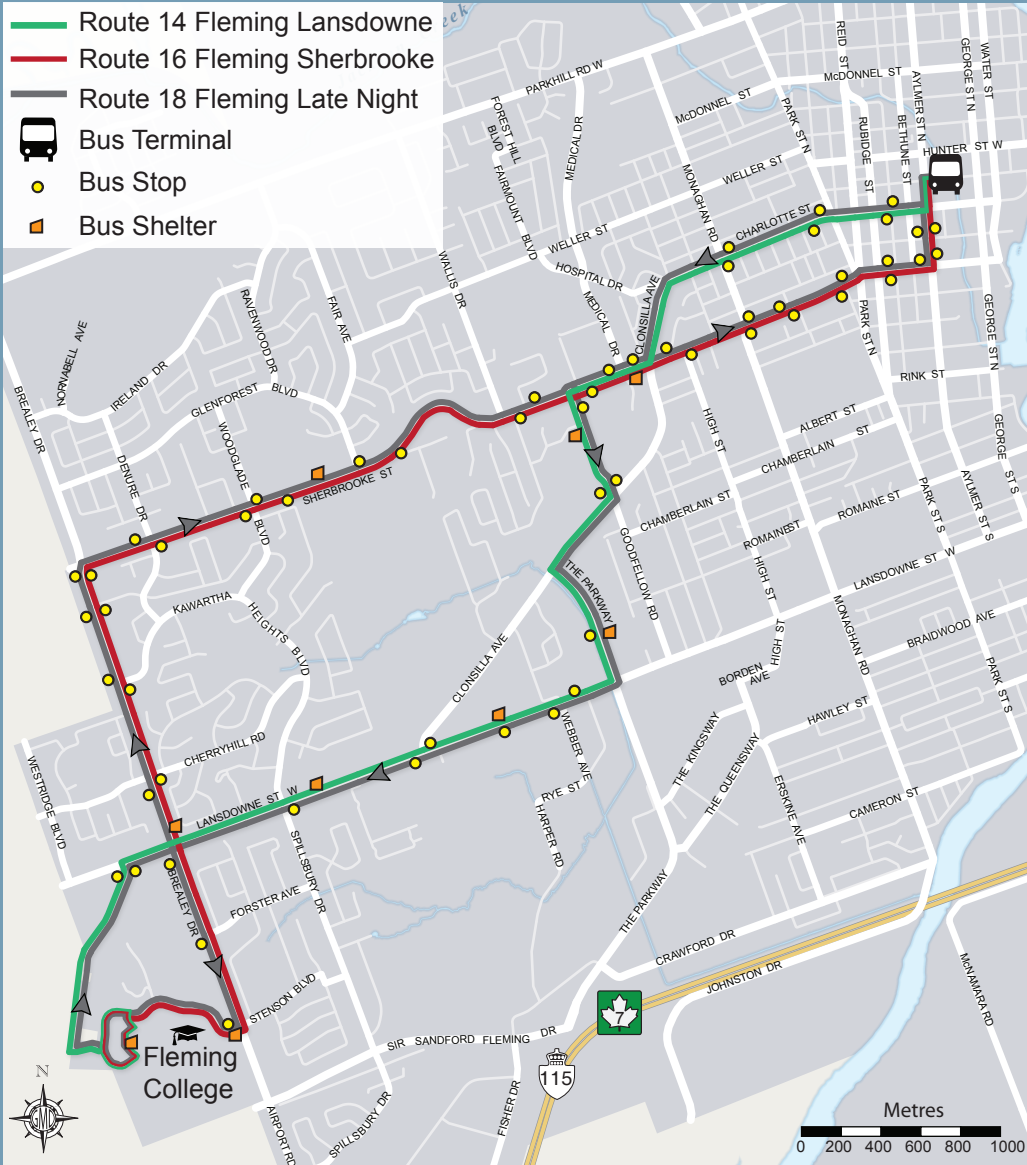 Route 14 Fleming Lansdowne
Route 16 Fleming Sherbrooke
Route 18 Fleming Late Night
Bus Terminal
Bus Stop
Bus Shelter
eek
PARKHILL RD W
REID ST
McDONNEL ST
AYLMER ST N
GEORGE ST N
WATER ST
FOREST HILL
BLVD
McDONNEL ST
PARK ST N
RUBIDGE ST
BETHUNE ST
HUNTER ST W
MEDICAL DR
FAIRMOUNT BLVD
MONAGHAN RD
WELLER ST
CHARLOTTE ST
WELLER ST
WALLIS DR
HOSPITAL DR
CLONSILLA AVE
MEDICAL DR
RAVENWOOD DR
FAIR AVE
NORNABELL AVE
IRELAND DR
BREALEY DR
GLENFOREST BLVD
WOODGLADE
BLVD
DENURE DR
SHERBROOKE ST
PARK ST N
GEORGE ST N
RINK ST
ALBERT ST
HIGH ST
CHAMBERLAIN ST
GEORGE ST S
AYLMER ST S
CHAMBERLAIN ST
ROMAINE ST
ROMAINE ST
PARK ST S
LANSDOWNE ST W
GOODFELLOW RD
THE PARKWAY
HIGH ST
MONAGHAN RD
BRAIDWOOD AVE
KAWARTHA
HEIGHTS BLVD
CLONSILLA AVE
HIGH ST
BORDEN
AVE
PARK ST S
HAWLEY ST
WESTRIDGE BLVD
CHERRYHILL RD
WEBBER AVE
THE KINGSWAY
THE QUEENSWAY
RYE ST
ERSKINE AVE
CAMERON ST
LANSDOWNE ST W
HARPER RD
SPILLSBURY DR
BREALEY DR
FORSTER AVE
THE PARKWAY
CRAWFORD DR
JOHNSTON DR
McNAMARA RD
STENSON BLVD
7
SIR SANDFORD FLEMING DR
Fleming
College
115
N
GMC
AIRPORT RD
SPILLSBURY DR
FISHER DR
Metres
0 200 400 600 800 1000